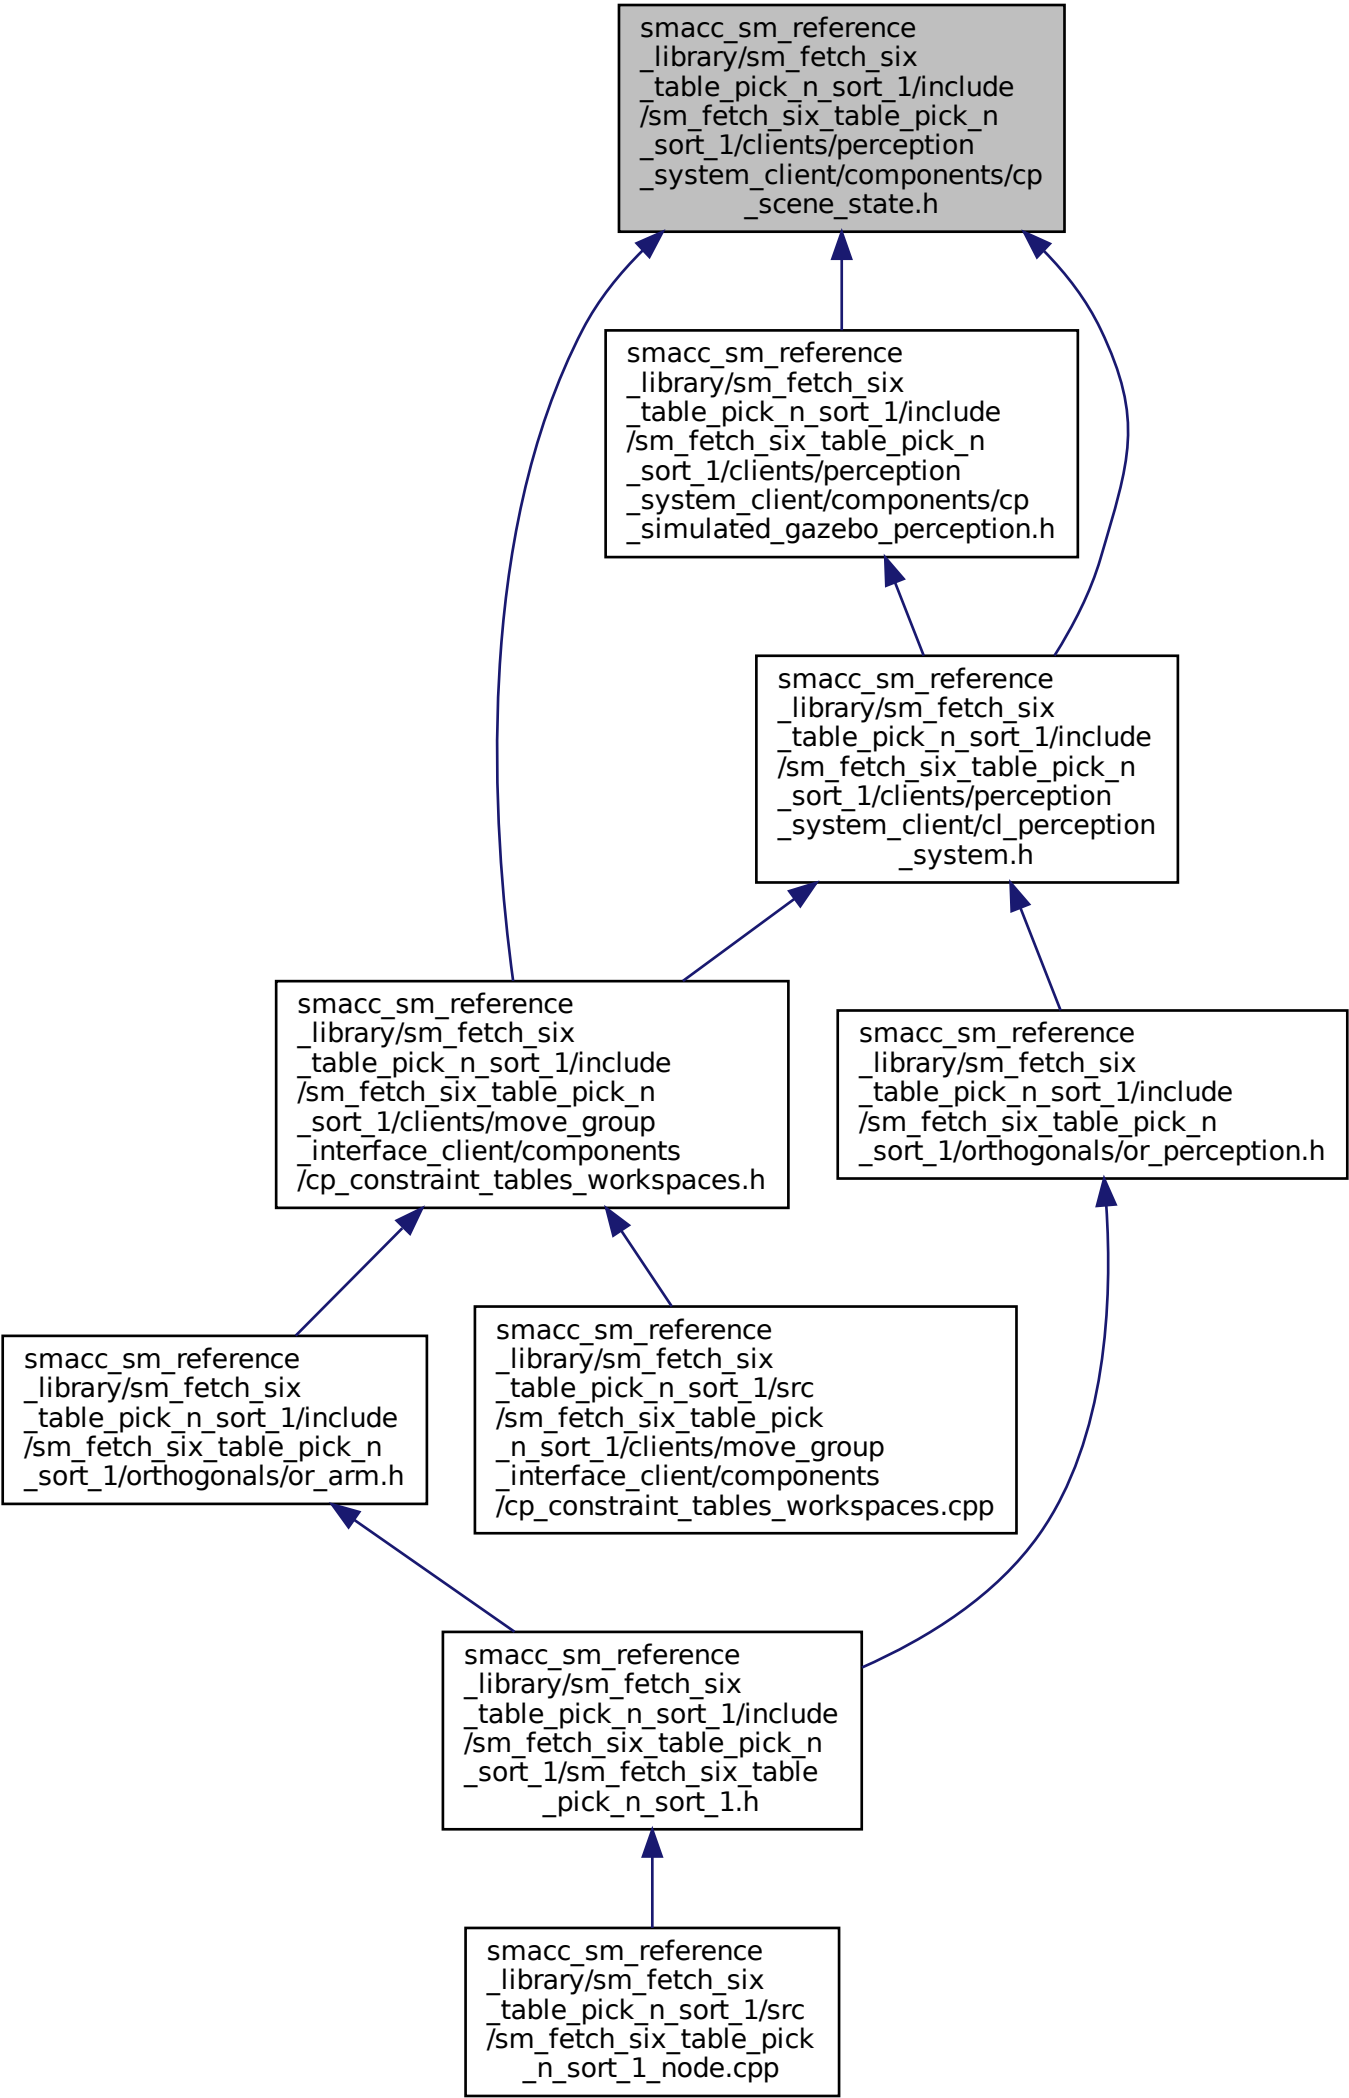 smacc_sm_reference
_library/sm_fetch_six
_table_pick_n_sort_1/include
/sm_fetch_six_table_pick_n
_sort_1/clients/perception
_system_client/components/cp
_scene_state.h
smacc_sm_reference
_library/sm_fetch_six
_table_pick_n_sort_1/include
/sm_fetch_six_table_pick_n
_sort_1/clients/perception
_system_client/components/cp
_simulated_gazebo_perception.h
smacc_sm_reference
_library/sm_fetch_six
_table_pick_n_sort_1/include
/sm_fetch_six_table_pick_n
_sort_1/clients/perception
_system_client/cl_perception
_system.h
smacc_sm_reference
_library/sm_fetch_six
_table_pick_n_sort_1/include
/sm_fetch_six_table_pick_n
_sort_1/clients/move_group
_interface_client/components
/cp_constraint_tables_workspaces.h
smacc_sm_reference
_library/sm_fetch_six
_table_pick_n_sort_1/include
/sm_fetch_six_table_pick_n
_sort_1/orthogonals/or_perception.h
smacc_sm_reference
_library/sm_fetch_six
_table_pick_n_sort_1/include
/sm_fetch_six_table_pick_n
_sort_1/orthogonals/or_arm.h
smacc_sm_reference
_library/sm_fetch_six
_table_pick_n_sort_1/src
/sm_fetch_six_table_pick
_n_sort_1/clients/move_group
_interface_client/components
/cp_constraint_tables_workspaces.cpp
smacc_sm_reference
_library/sm_fetch_six
_table_pick_n_sort_1/include
/sm_fetch_six_table_pick_n
_sort_1/sm_fetch_six_table
_pick_n_sort_1.h
smacc_sm_reference
_library/sm_fetch_six
_table_pick_n_sort_1/src
/sm_fetch_six_table_pick
_n_sort_1_node.cpp